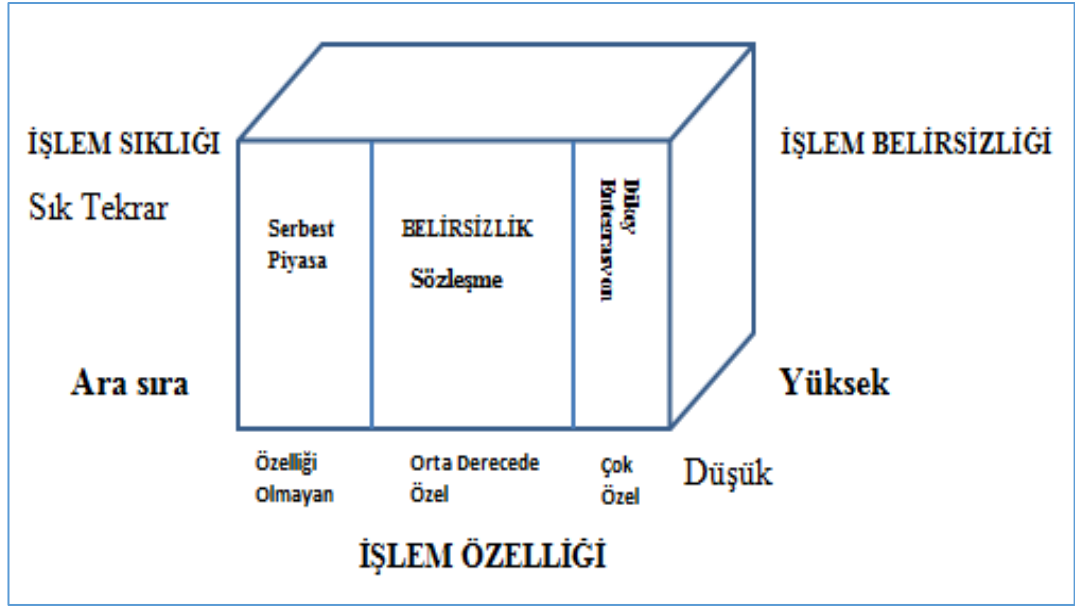 İŞLEM SIKLIĞI
Sık Tekrar
Ara sıra
Serbest
Piyasa
BELİRSİZLİK
Sözleşme
Dikey
Entegrasyon
İŞLEM BELİRSİZLİĞİ
Yüksek
Düşük
Özelliği
Olmayan
Orta Derecede
Özel
Çok
Özel
İŞLEM ÖZELLİĞİ